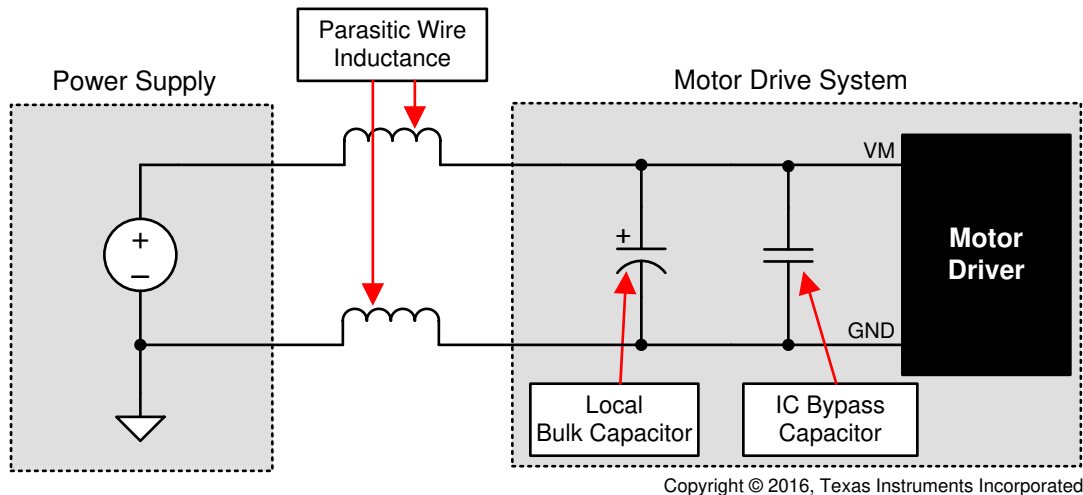 Parasitic Wire
Inductance
Power Supply
Motor Drive System
VM
+
–
+
Motor
Driver
GND
Local
Bulk Capacitor
IC Bypass
Capacitor
Copyright © 2016, Texas Instruments Incorporated